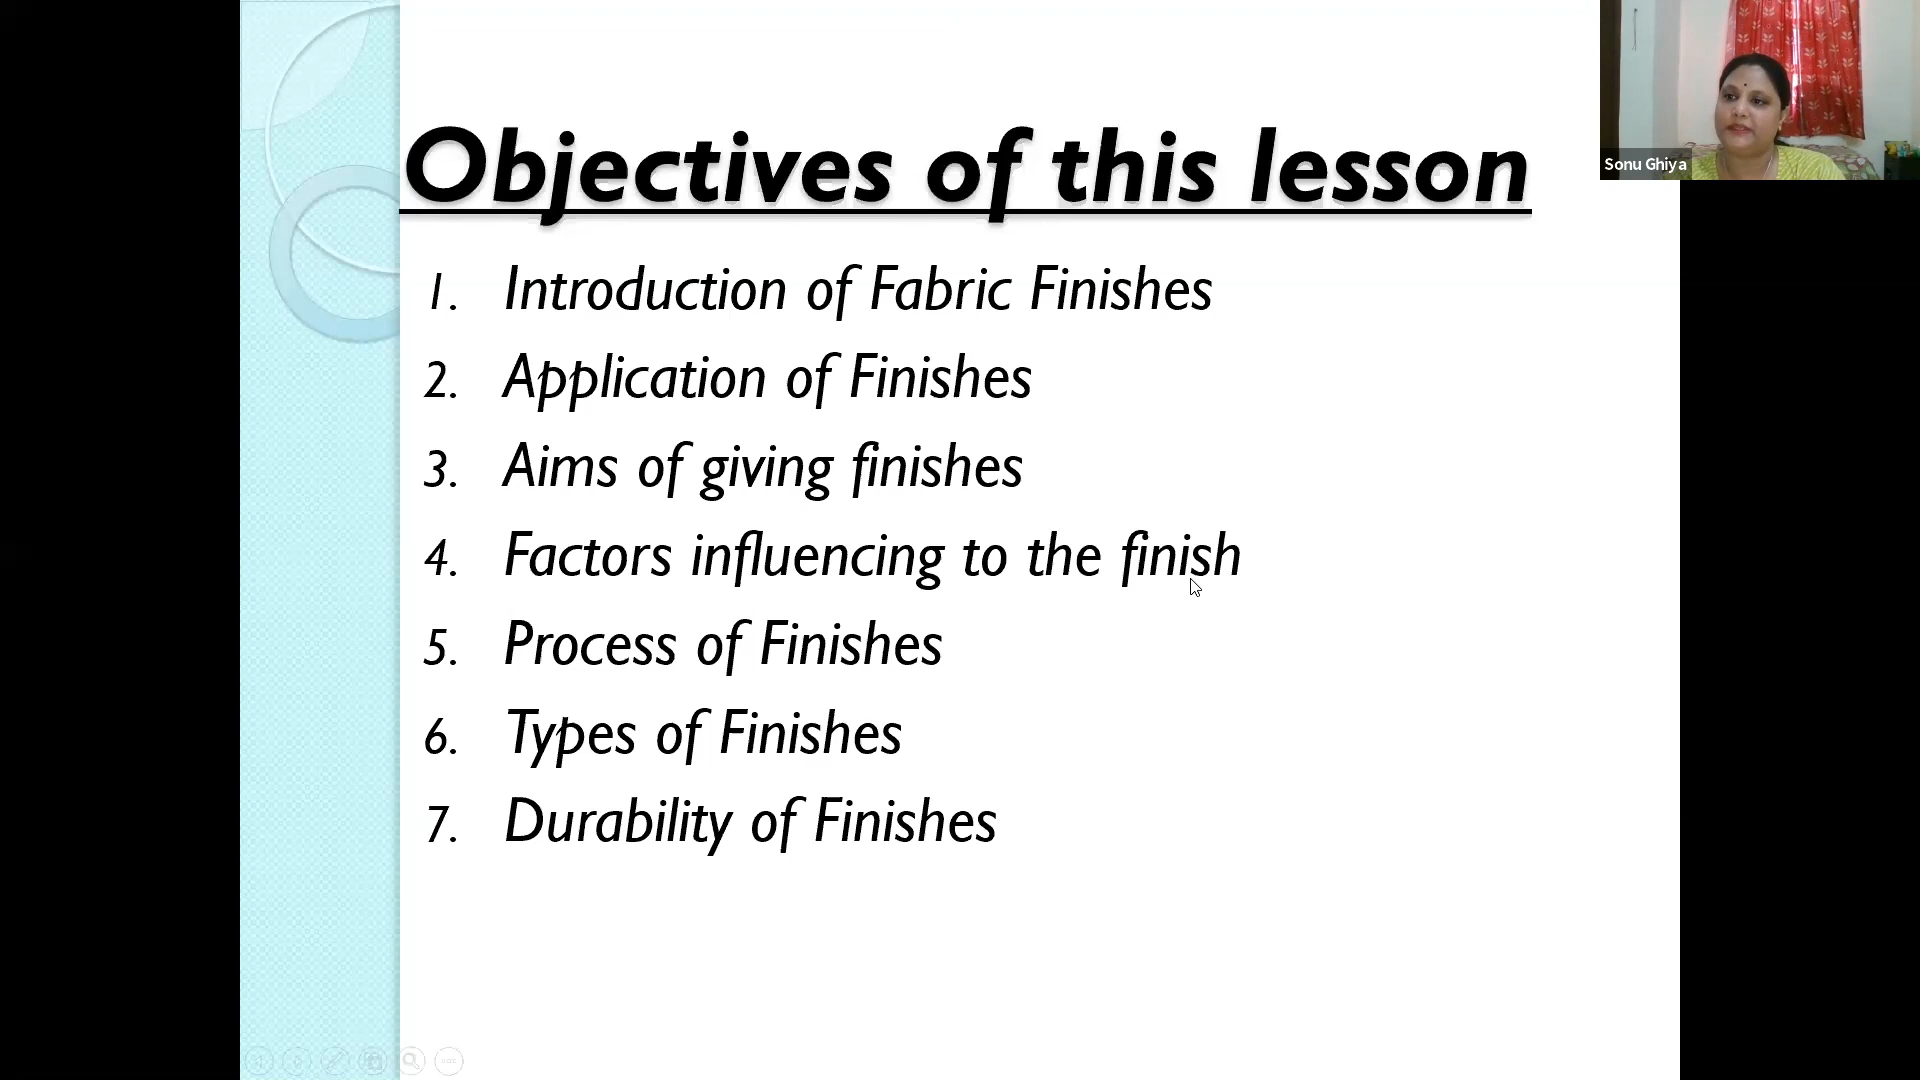 Objectives of this lesson
1. Introduction of Fabric Finishes
2. Application of Finishes
3. Aims of giving finishes
4. Factors influencing to the finish
5. Process of Finishes
6. Types of Finishes
7. Durability of Finishes
Sonu Ghiya